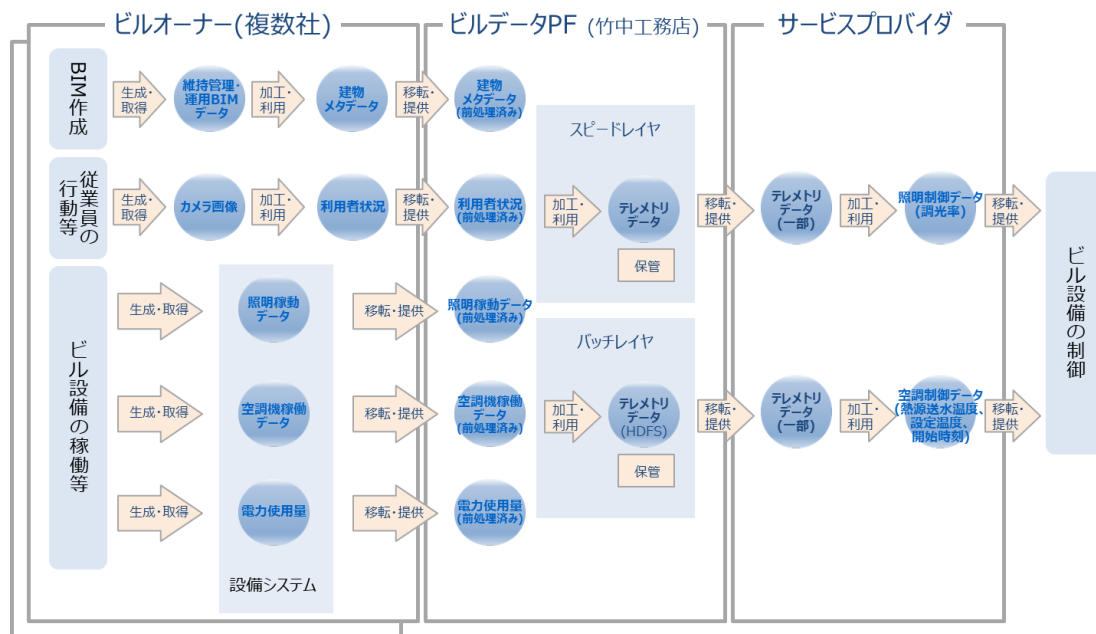 ビルオーナー(複数社)
ビルデータPF (竹中工務店)
サービスプロバイダ
BIM作成
生成・
取得
維持管理・
運用BIM
データ
加工・
利用
建物
メタデータ
移転・
提供
建物
メタデータ
(前処理済み)
従業員の
行動等
生成・
取得
カメラ画像
加工・
利用
利用者状況
移転・
提供
利用者状況
(前処理済み)
スピードレイヤ
加工・
利用
テレメトリ
データ
保管
移転・
提供
テレメトリ
データ
(一部)
加工・
利用
照明制御データ
(調光率)
移転・
提供
ビル設備の制御
ビル設備の稼働等
生成・取得
照明稼動
データ
移転・提供
照明稼動データ
(前処理済み)
生成・取得
空調機稼働
データ
移転・提供
空調機稼働
データ
(前処理済み)
バッチレイヤ
加工・
利用
テレメトリ
データ
(HDFS)
保管
移転・
提供
テレメトリ
データ
(一部)
加工・
利用
空調制御データ
(熱源送水温度、
設定温度、
開始時刻)
移転・
提供
生成・取得
電力使用量
移転・提供
電力使用量
(前処理済み)
設備システム